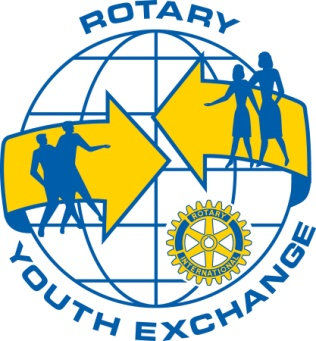 ROTARY
ROTARY
INTERNATIONAL
YOUTH EXCHANGE